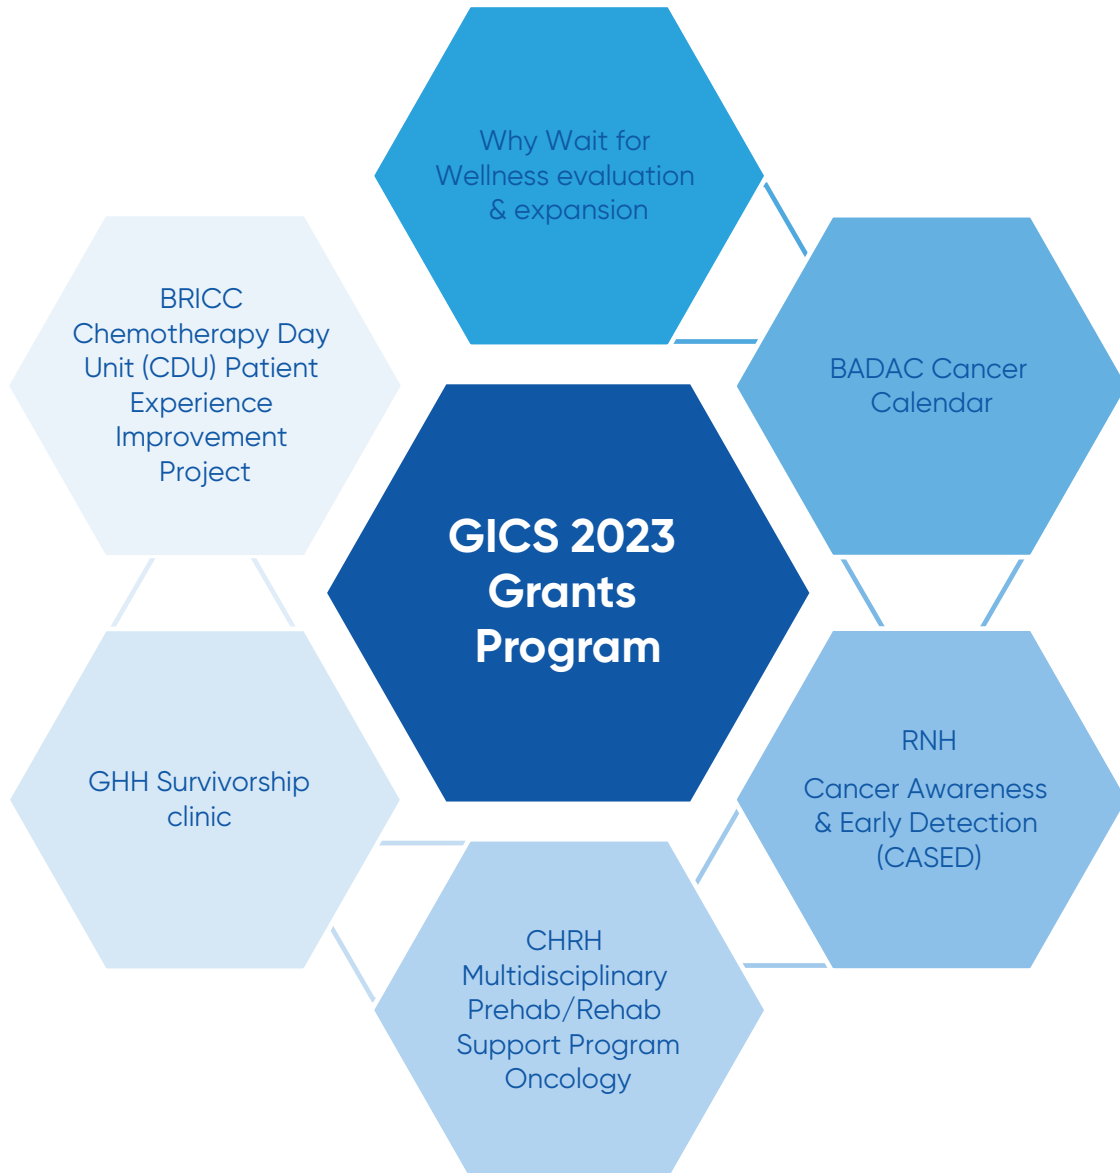 Why Wait for
Wellness evaluation
& expansion
BADAC Cancer
Calendar
RNH
Cancer Awareness
& Early Detection
(CASED)
CHRH
Multidisciplinary
Prehab/Rehab
Support Program
Oncology
GHH Survivorship
clinic
BRICC
Chemotherapy Day
Unit (CDU) Patient
Experience
Improvement
Project
GICS 2023
Grants
Program